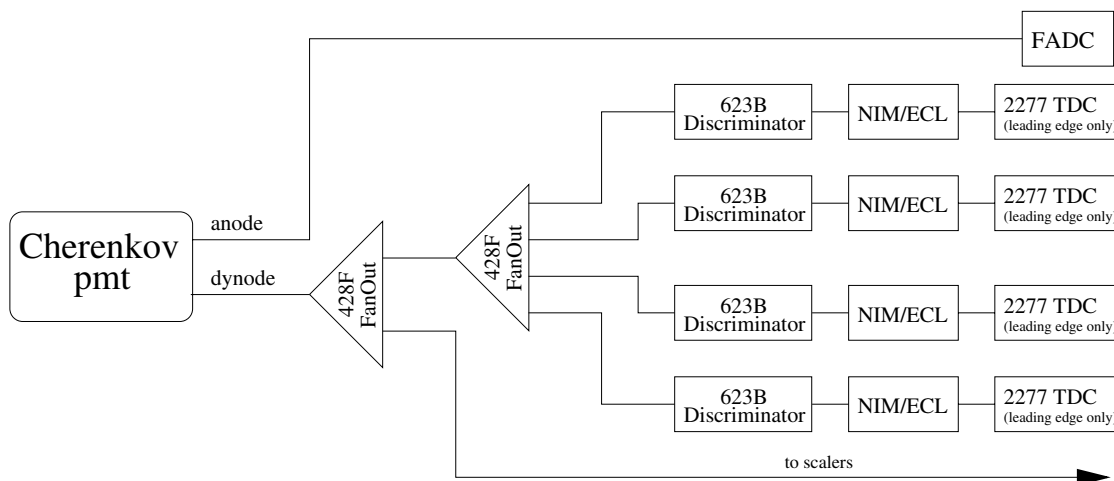 FADC
623B
Discriminator
NIM/ECL
2277 TDC
(leading edge only)
623B
Discriminator
NIM/ECL
2277 TDC
(leading edge only)
anode
Cherenkov
pmt
dynode
428F
FanOut
428F
FanOut
623B
Discriminator
NIM/ECL
2277 TDC
(leading edge only)
623B
Discriminator
NIM/ECL
2277 TDC
(leading edge only)
to scalers